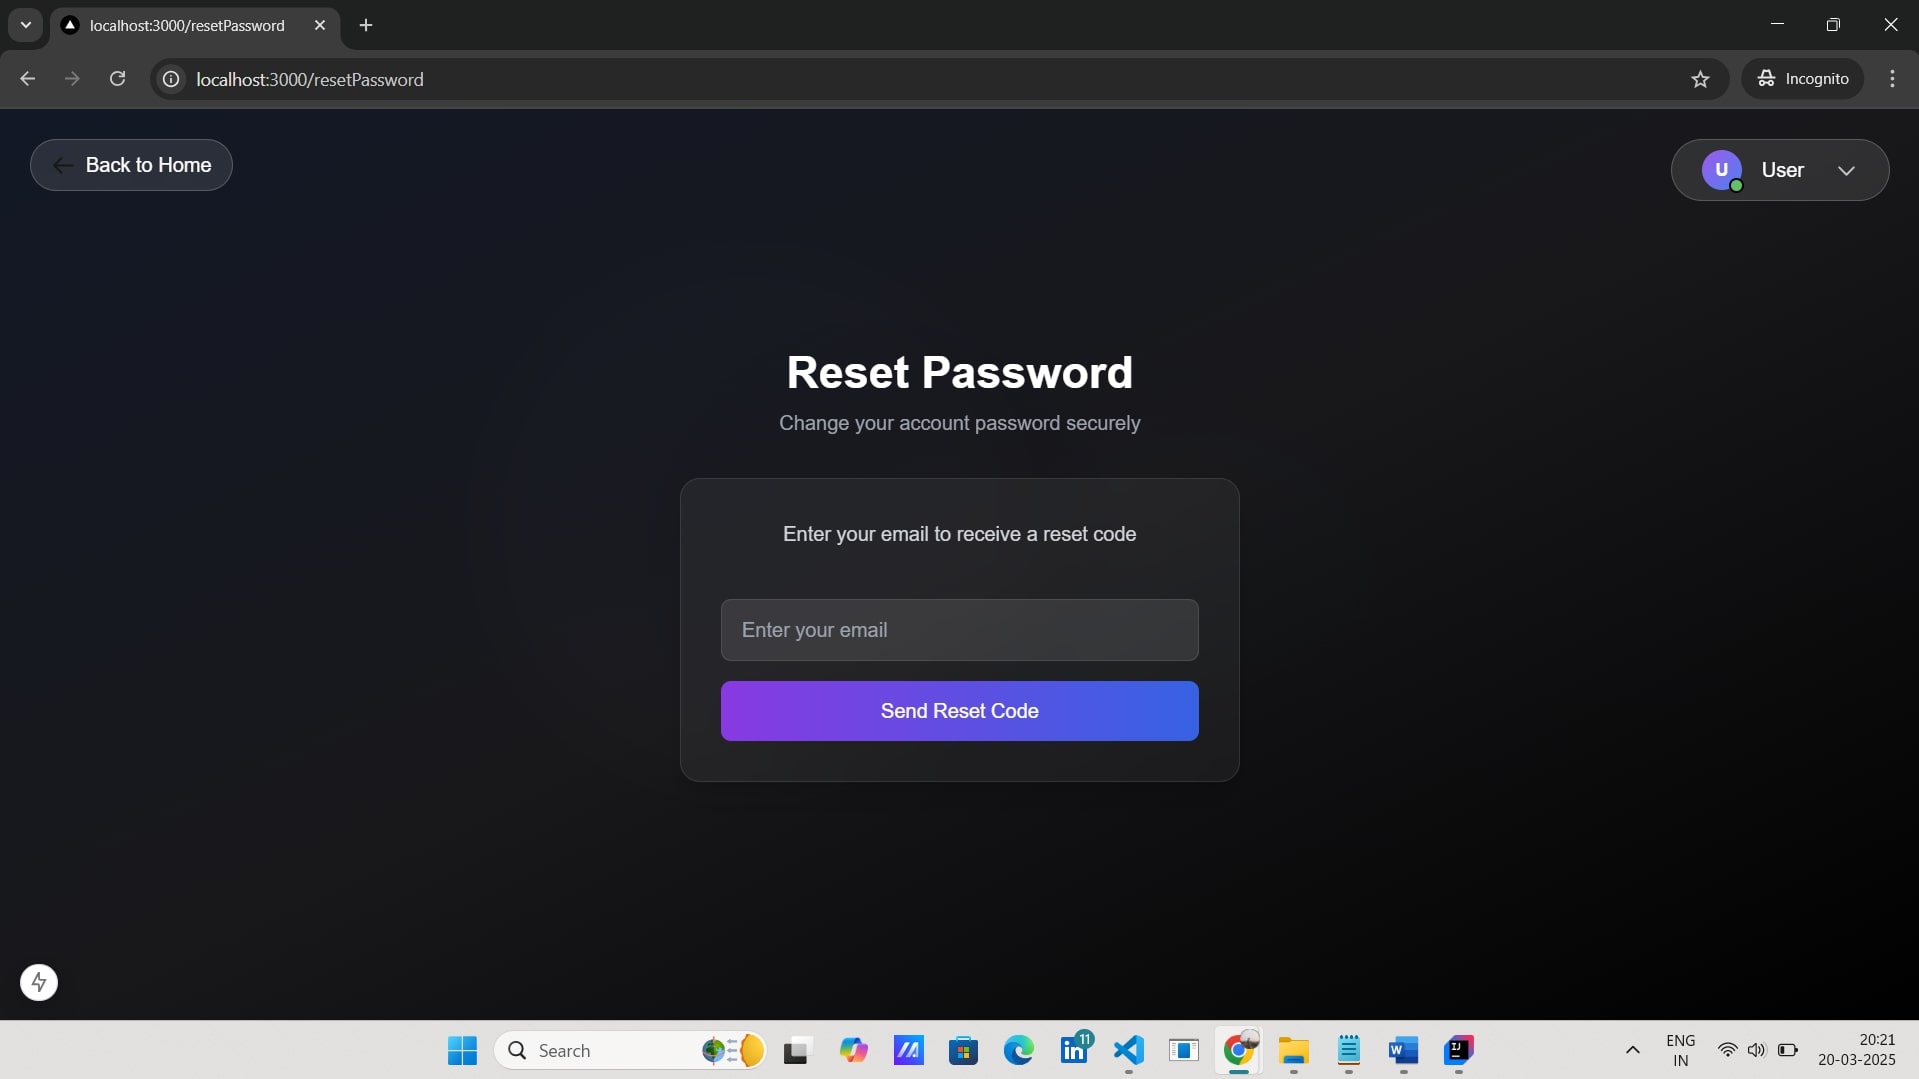 localhost:3000/resetPassword
localhost:3000/resetPassword
Incognito
Back to Home
U
User
Reset Password
Change your account password securely
Enter your email to receive a reset code
Enter your email
Send Reset Code
Search
11
in
W
IJ
ENG
IN
20:21
20-03-2025